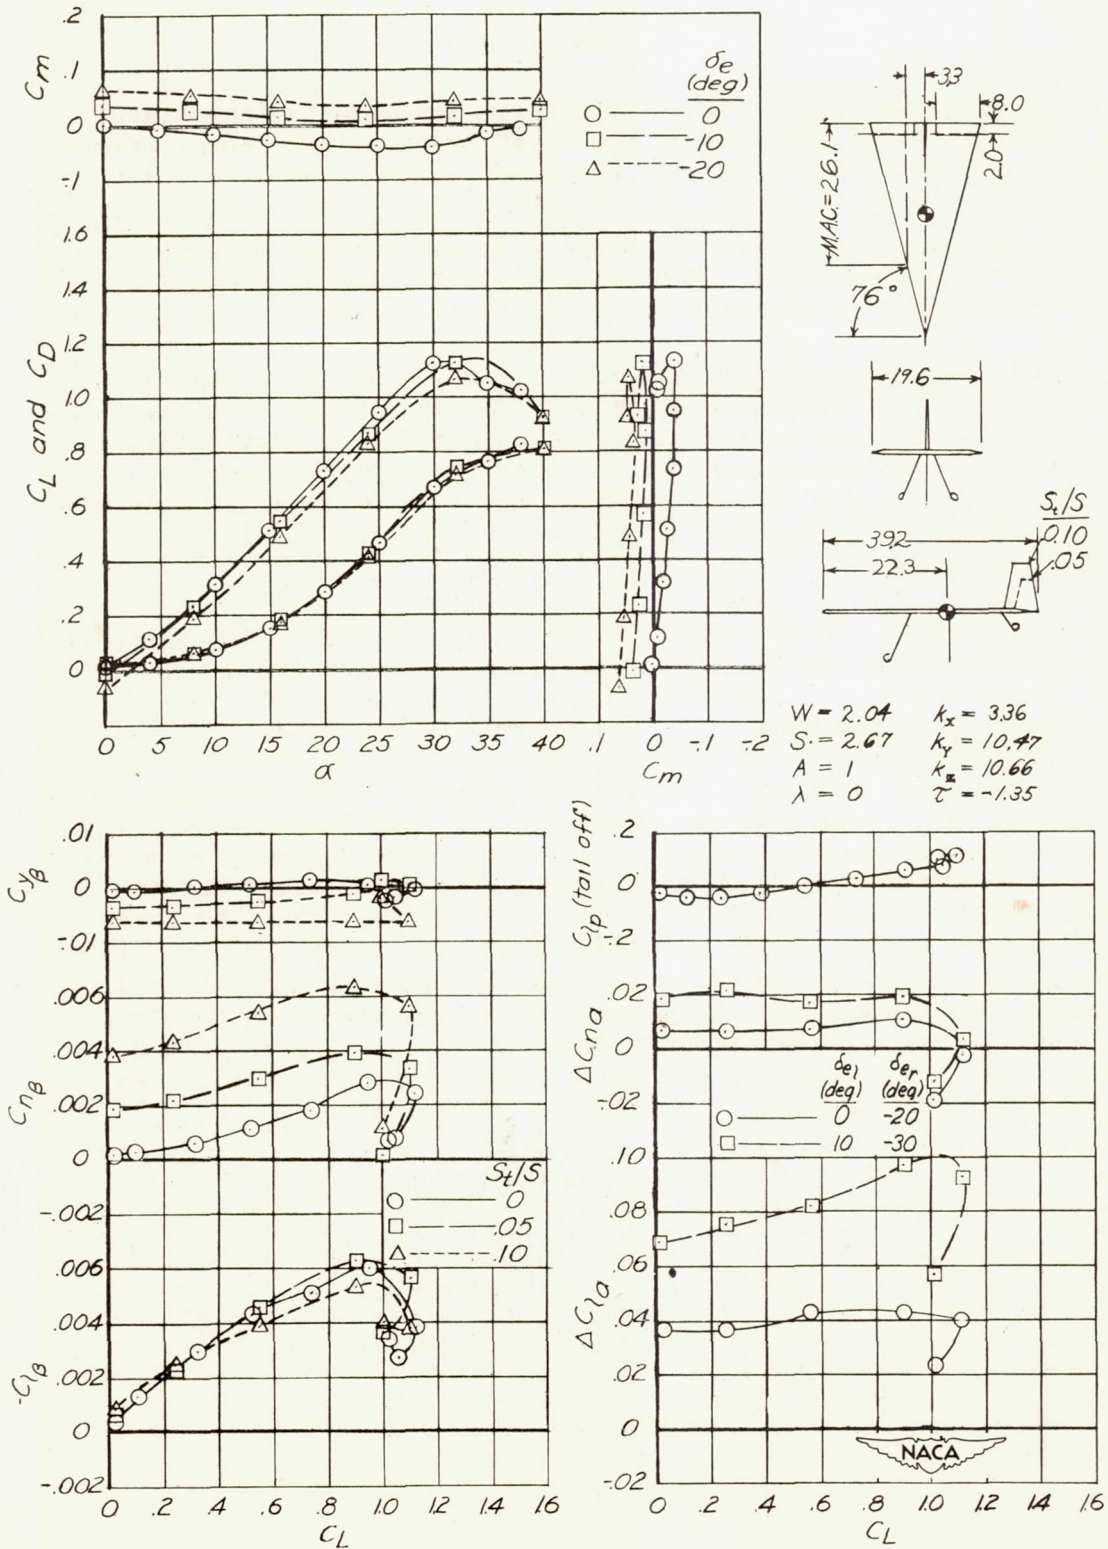 .2
.1
0
-.1
Cm
δe
(deg)
0
-10
-20
1.6
1.4
1.2
1.0
.8
.6
.4
.2
0
CL and CD
0 5 10 15 20 25 30 35 40
α
.1 0 -.1 -.2
Cm
3.3
8.0
2.0
M.A.C.=26.1
76°
19.6
St/S
0.10
.05
39.2
22.3
W = 2.04 kx = 3.36
S = 2.67 kY = 10.47
A = 1 kz = 10.66
λ = 0 τ = -1.35
.01
0
-.01
CYβ
.006
.004
.002
0
-.002
Cnβ
St/S
0
.05
.10
.006
.004
.002
0
-.002
-Clβ
0 .2 .4 .6 .8 1.0 1.2 1.4 1.6
CL
.2
0
-.2
Clp (tail off)
.02
0
-.02
ΔCna
δel δer
(deg) (deg)
0 -20
10 -30
.10
.08
.06
.04
.02
0
-.02
ΔCla
NACA
0 .2 .4 .6 .8 1.0 1.2 1.4 1.6
CL